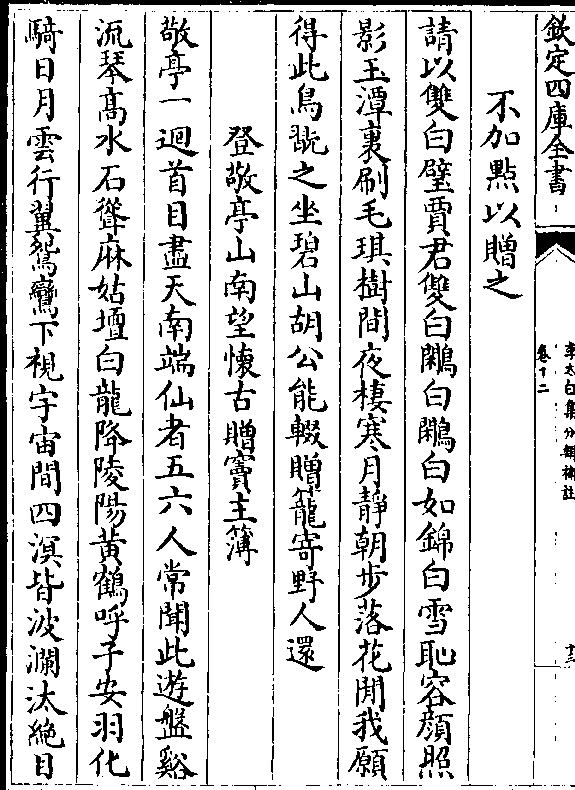 欽定四庫全書
李太白集分類補註
卷十二
十三
不加點以贈之
請以雙白璧買君雙白鷴白鷴白如錦白雪恥容顔照
影玉潭裏刷毛琪樹間夜棲寒月靜朝步落花閒我願
得此鳥翫之坐碧山胡公能輟贈籠寄野人還
登敬亭山南望懷古贈竇主簿
敬亭一迴首目盡天南端仙者五六人常聞此遊盤谿
流琴髙水石聳麻姑壇白龍降陵陽黄鶴呼子安羽化
騎日月雲行翼鴛鸞下視宇宙間四溟皆波瀾汰絶目